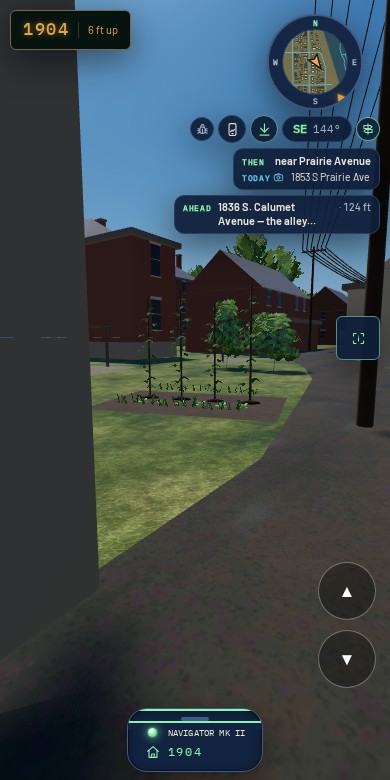 1904 6 ft up
N
W E
S
SE 144°
THEN near Prairie Avenue
TODAY 1853 S Prairie Ave
AHEAD 1836 S. Calumet Avenue — the alley… · 124 ft
NAVIGATOR MK II
1904